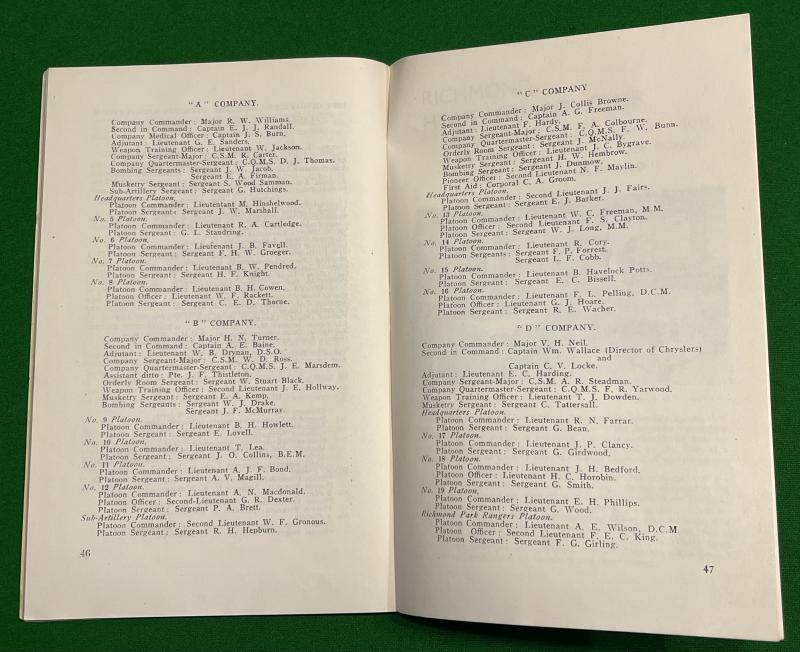 "A" COMPANY.
Company Commander: Major R. W. Williams.
Second in Command: Captain E. J. J. Randall.
Company Medical Officer: Captain J. S. Burn.
Adjutant: Lieutenant G. E. Sanders.
Weapon Training Officer: Lieutenant W. Jackson.
Company Sergeant-Major: C.S.M. R. Carter.
Company Quartermaster-Sergeant: C.Q.M.S. D. J. Thomas.
Bombing Sergeants: Sergeant J. W. Jacob.
Sergeant E. A. Firman.
Musketry Sergeant: Sergeant S. Wood Samman.
Sub-Artillery Sergeant: Sergeant G. Hutchings.
Headquarters Platoon.
Platoon Commander: Lieutentant M. Hinshelwood.
Platoon Sergeant: Sergeant J. W. Marshall.
No. 5 Platoon.
Platoon Commander: Lieutenant R. A. Cartledge.
Platoon Sergeant: G. L. Standring.
No. 6 Platoon.
Platoon Commander: Lieutenant J. B. Favell.
Platoon Sergeant: Sergeant F. H. W. Groeger.
No. 7 Platoon.
Platoon Commander: Lieutenant B. W. Pendred.
Platoon Sergeant: Sergeant H. F. Knight.
No. 8 Platoon.
Platoon Commander: Lieutenant B. H. Cowen.
Platoon Officer: Lieutenant W. F. Rackett.
Platoon Sergeant: Sergeant C. E. D. Thorne.
"B" COMPANY.
Company Commander: Major H. N. Turner.
Second in Command: Captain A. E. Baine.
Adjutant: Lieutenant W. B. Drynan, D.S.O.
Company Sergeant-Major: C.S.M. W. D. Ross.
Company Quartermaster-Sergeant: C.Q.M.S. J. E. Marsdem.
Assistant ditto: Pte. J. F. Thistleton.
Orderly Room Sergeant: Sergeant W. Stuart Black.
Weapon Training Officer: Second Lieutenant J. E. Hollway.
Musketry Sergeant: Sergeant E. A. Kemp.
Bombing Sergeants: Sergeant W. J. Drake.
Sergeant J. F. McMurray.
No. 9 Platoon.
Platoon Commander: Lieutenant B. H. Howlett.
Platoon Sergeant: Sergeant E. Lovell.
No. 10 Platoon.
Platoon Commander: Lieutenant T. Lea.
Platoon Sergeant: Sergeant J. O. Collins, B.E.M.
No. 11 Platoon.
Platoon Commander: Lieutenant A. J. F. Bond.
Platoon Sergeant: Sergeant A. V. Magill.
No. 12 Platoon.
Platoon Commander: Lieutenant A. N. Macdonald.
Platoon Officer: Second-Lieutenant G. R. Dexter.
Platoon Sergeant: Sergeant P. A. Brett.
Sub-Artillery Platoon.
Platoon Commander: Second Lieutenant W. F. Gronous.
Platoon Sergeant: Sergeant R. H. Hepburn.
46
"C" COMPANY
Company Commander: Major J. Collis Browne.
Second in Command: Captain A. G. Freeman.
Adjutant: Lieutenant F. Hardy.
Company Sergeant-Major: C.S.M. F. A. Colbourne.
Company Quartermaster-Sergeant: C.Q.M.S. F. W. Bunn.
Orderly Room Sergeant: Sergeant J. McNally.
Weapon Training Officer: Lieutenant J. C. Bygrave.
Musketry Sergeant: Sergeant H. W. Hembrow.
Bombing Sergeant: Sergeant J. Dunmow.
Pioneer Officer: Second Lieutenant N. F. Maylin.
First Aid: Corporal C. A. Groom.
Headquarters Platoon.
Platoon Commander: Second Lieutenant J. J. Fairs.
Platoon Sergeant: Sergeant E. J. Barker.
No. 13 Platoon.
Platoon Commander: Lieutenant W. C. Freeman, M.M.
Platoon Officer: Second Lieutenant F. S. Clayton.
Platoon Sergeant: Sergeant W. J. Long, M.M.
No. 14 Platoon.
Platoon Commander: Lieutenant R. Cory.
Platoon Sergeant: Sergeant F. P. Forrest.
Sergeant L. F. Cobb.
No. 15 Platoon.
Platoon Commander: Lieutenant B. Havelock Potts.
Platoon Sergeant: Sergeant E. C. Bissell.
No. 16 Platoon.
Platoon Commander: Lieutenant F. L. Pelling, D.C.M.
Platoon Officer: Lieutenant G. J. Hoare.
Platoon Sergeant: Sergeant R. E. Wacher.
"D" COMPANY.
Company Commander: Major V. H. Neil.
Second in Command: Captain Wm. Wallace (Director of Chryslers)
and
Captain C. V. Locke.
Adjutant: Lieutenant E. C. Harding.
Company Sergeant-Major: C.S.M. A. R. Steadman.
Company Quartermaster-Sergeant: C.Q.M.S. F. R. Yarwood.
Weapon Training Officer: Lieutenant T. J. Dowden.
Musketry Sergeant: Sergeant C. Tattersall.
Headquarters Platoon.
Platoon Commander: Lieutenant R. N. Farrar.
Platoon Sergeant: Sergeant G. Bean.
No. 17 Platoon.
Platoon Commander: Lieutenant J. P. Clancy.
Platoon Sergeant: Sergeant G. Girdwood.
No. 18 Platoon.
Platoon Commander: Lieutenant J. H. Bedford.
Platoon Officer: Lieutenant H. C. Horobin.
Platoon Sergeant: Sergeant G. Smith.
No. 19 Platoon.
Platoon Commander: Lieutenant E. H. Phillips.
Platoon Sergeant: Sergeant G. Wood.
Richmond Park Rangers Platoon.
Platoon Commander: Lieutenant A. E. Wilson, D.C.M
Platoon Officer: Second Lieutenant F. E. C. King.
Platoon Sergeant: Sergeant F. G. Girling.
47